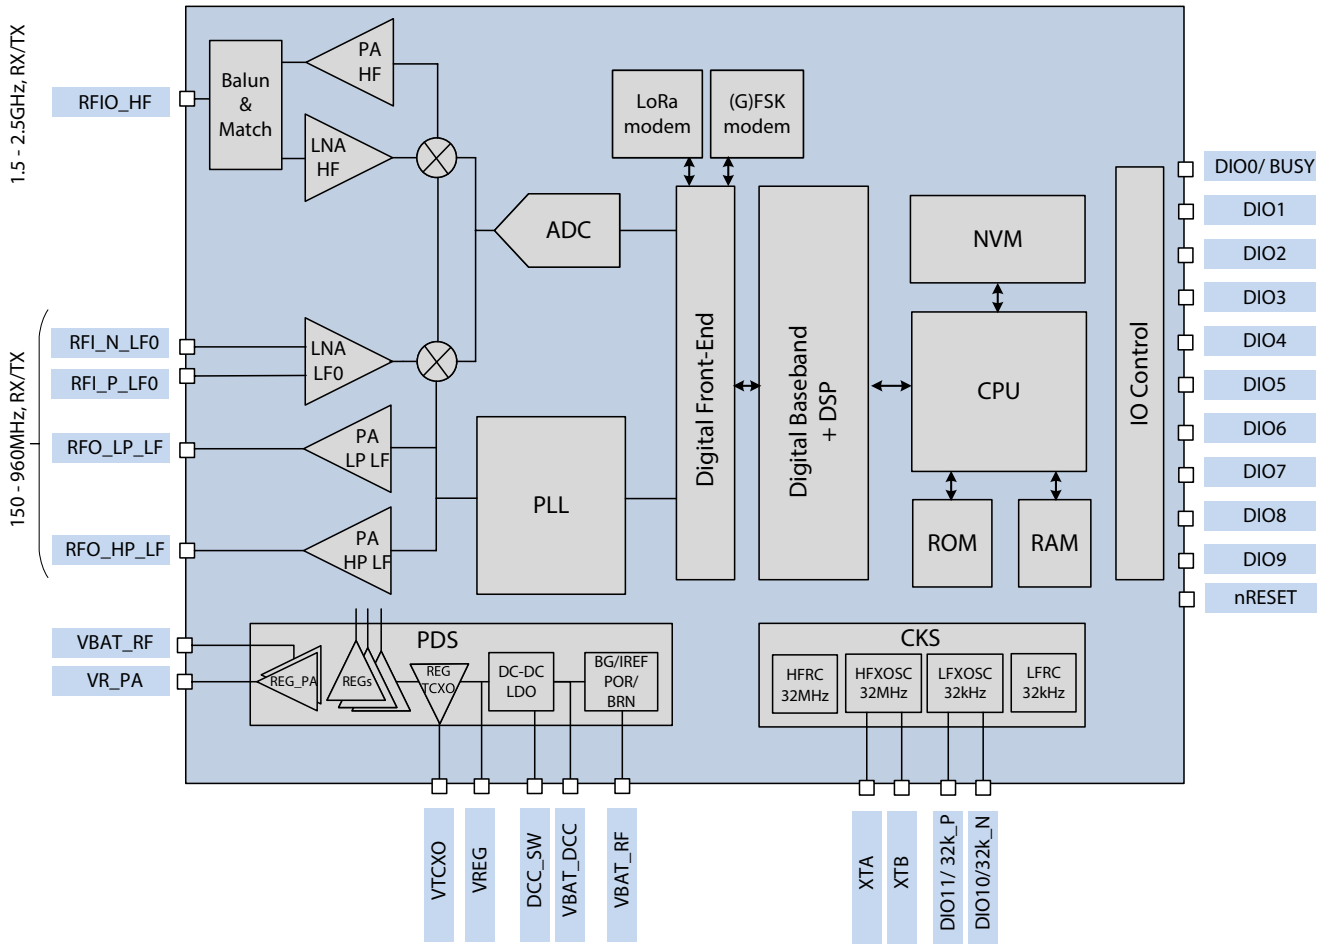 1.5 - 2.5GHz, RX/TX
RFIO_HF
Balun
&
Match
PA
HF
LNA
HF
ADC
LoRa
modem
(G)FSK
modem
Digital Front-End
Digital Baseband
+ DSP
NVM
CPU
ROM
RAM
IO Control
DIO0/ BUSY
DIO1
DIO2
DIO3
DIO4
DIO5
DIO6
DIO7
DIO8
DIO9
nRESET
150 - 960MHz, RX/TX
RFI_N_LF0
RFI_P_LF0
RFO_LP_LF
RFO_HP_LF
LNA
LF0
PA
LP LF
PA
HP LF
PLL
VBAT_RF
VR_PA
PDS
REG_PA
REGs
REG
TCXO
DC-DC
LDO
BG/IREF
POR/
BRN
CKS
HFRC
32MHz
HFXOSC
32MHz
LFXOSC
32kHz
LFRC
32kHz
VTCXO
VREG
DCC_SW
VBAT_DCC
VBAT_RF
XTA
XTB
DIO11/ 32k_P
DIO10/32k_N